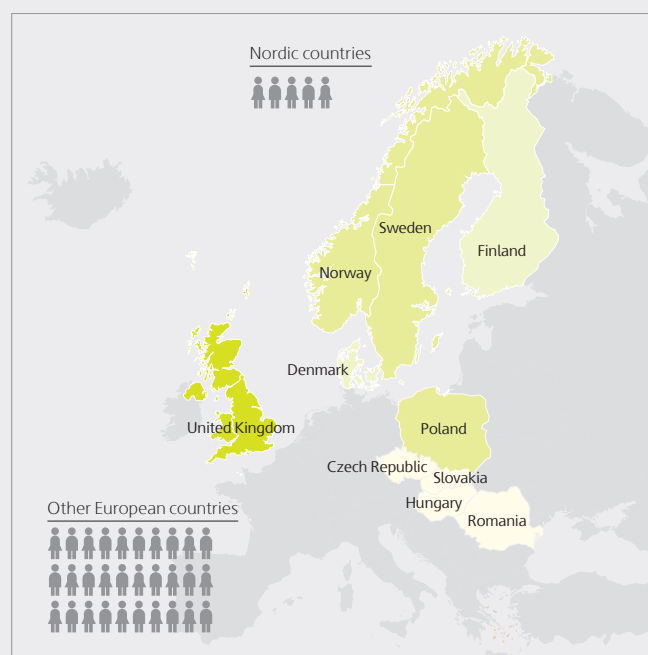 Nordic countries
Sweden
Finland
Norway
Denmark
United Kingdom
Poland
Czech Republic
Slovakia
Hungary
Romania
Other European countries